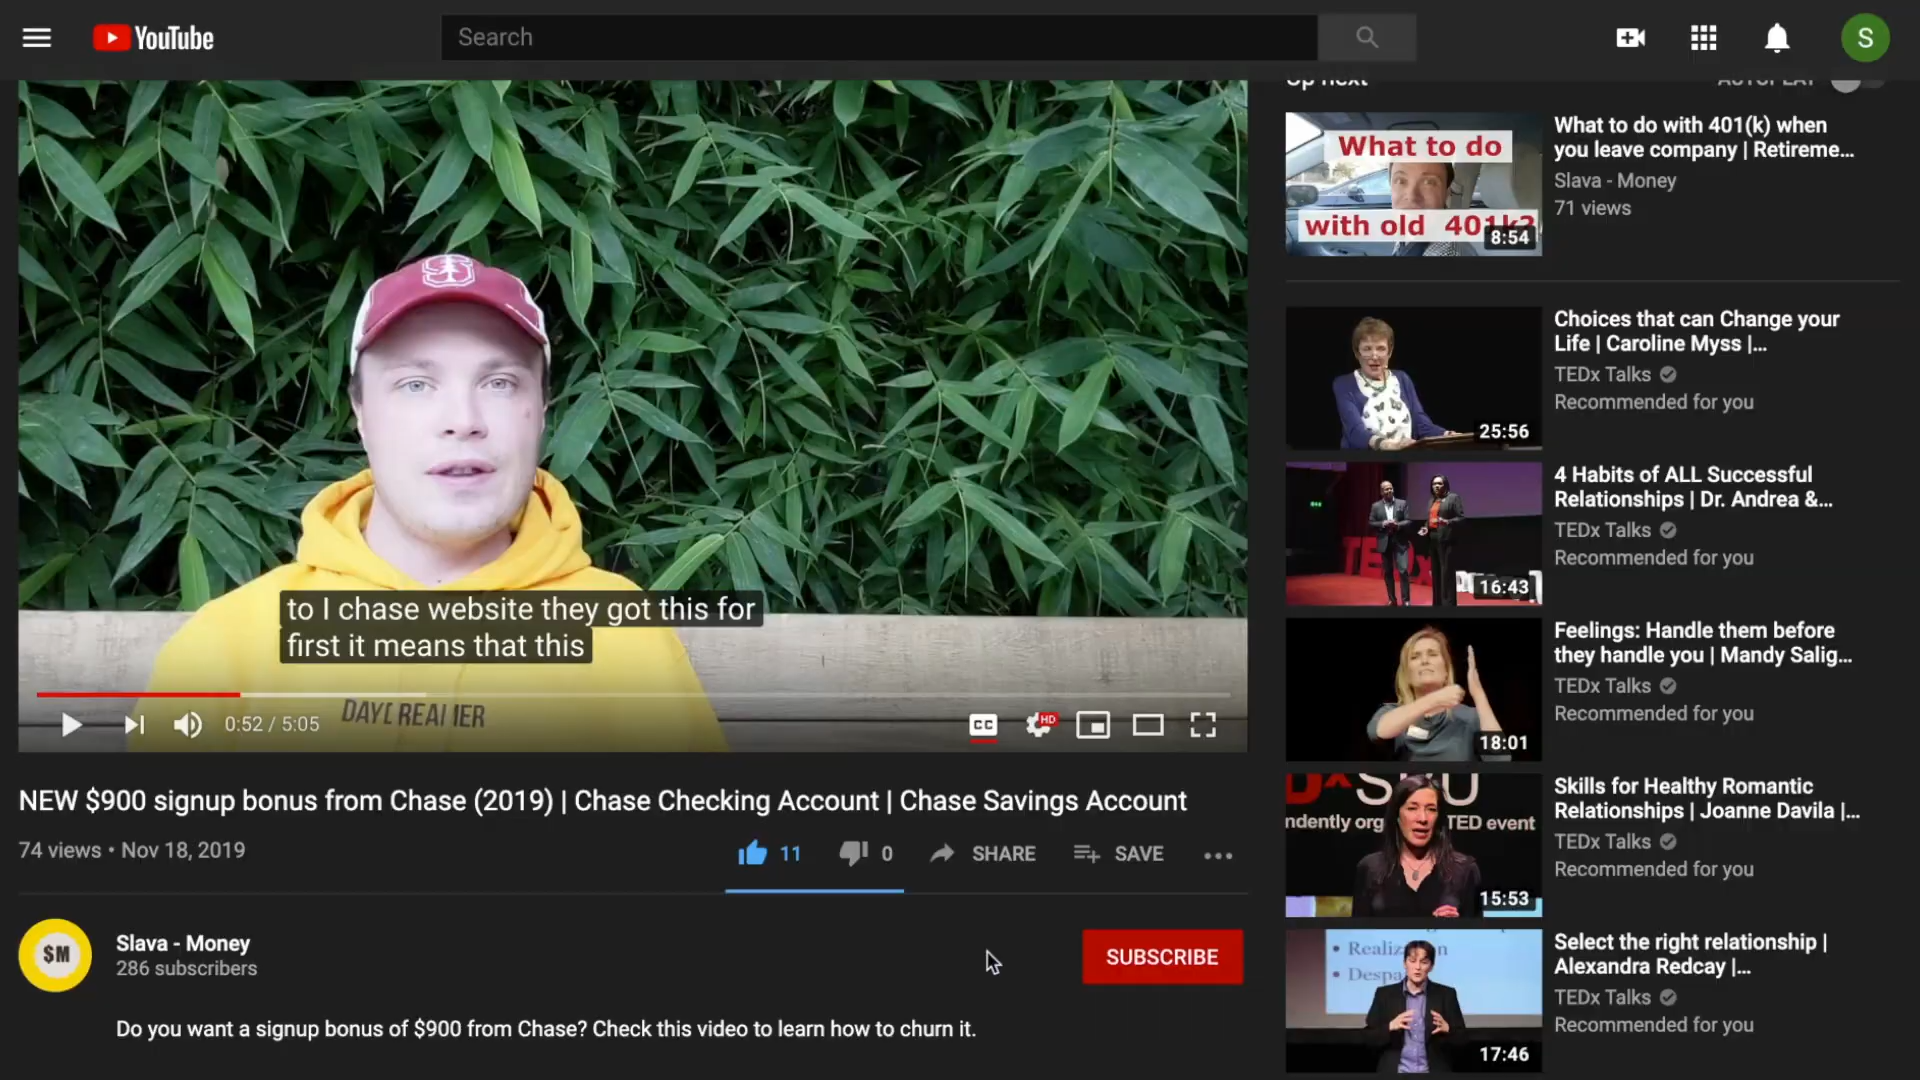 YouTube
Search
S
Up next
AUTOPLAY
to I chase website they got this for
first it means that this
0:52 / 5:05
CC
HD
NEW $900 signup bonus from Chase (2019) | Chase Checking Account | Chase Savings Account
74 views • Nov 18, 2019
11
0
SHARE
SAVE
$M
Slava - Money
286 subscribers
SUBSCRIBE
Do you want a signup bonus of $900 from Chase? Check this video to learn how to churn it.
What to do
with old 401k?
8:54
What to do with 401(k) when
you leave company | Retireme...
Slava - Money
71 views
25:56
Choices that can Change your
Life | Caroline Myss |...
TEDx Talks
Recommended for you
TEDx
16:43
4 Habits of ALL Successful
Relationships | Dr. Andrea &...
TEDx Talks
Recommended for you
18:01
Feelings: Handle them before
they handle you | Mandy Salig...
TEDx Talks
Recommended for you
ndently org
TED event
15:53
Skills for Healthy Romantic
Relationships | Joanne Davila |...
TEDx Talks
Recommended for you
17:46
Select the right relationship |
Alexandra Redcay |...
TEDx Talks
Recommended for you